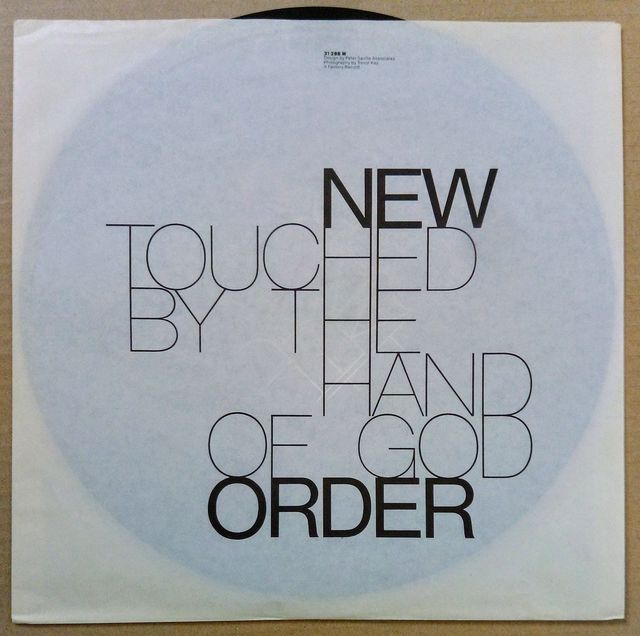 31 288 M
Design by Peter Saville Associates
Photography by Trevor Key
A Factory Record
NEW
TOUCHED
BY THE
HAND
OF GOD
ORDER